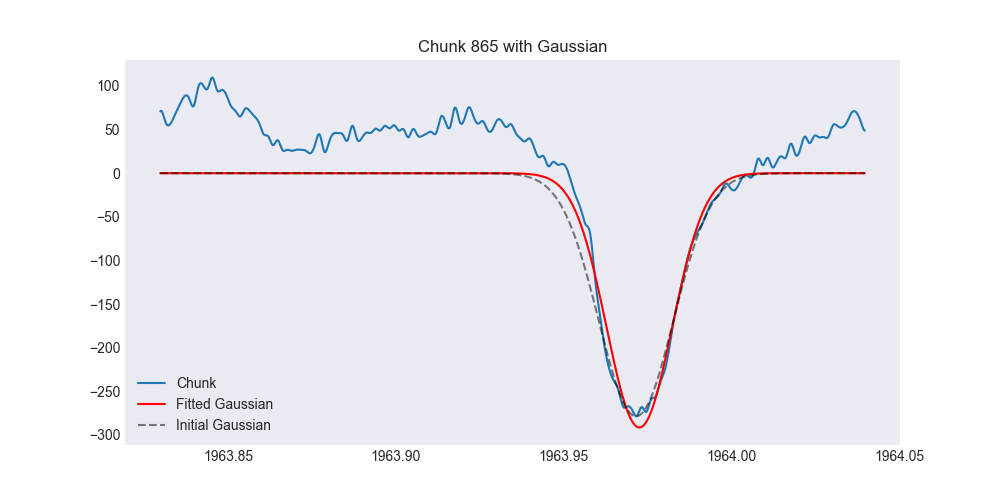 Chunk 865 with Gaussian
100
50
0
−50
−100
−150
−200
−250
−300
Chunk
Fitted Gaussian
Initial Gaussian
1963.85 1963.90 1963.95 1964.00 1964.05